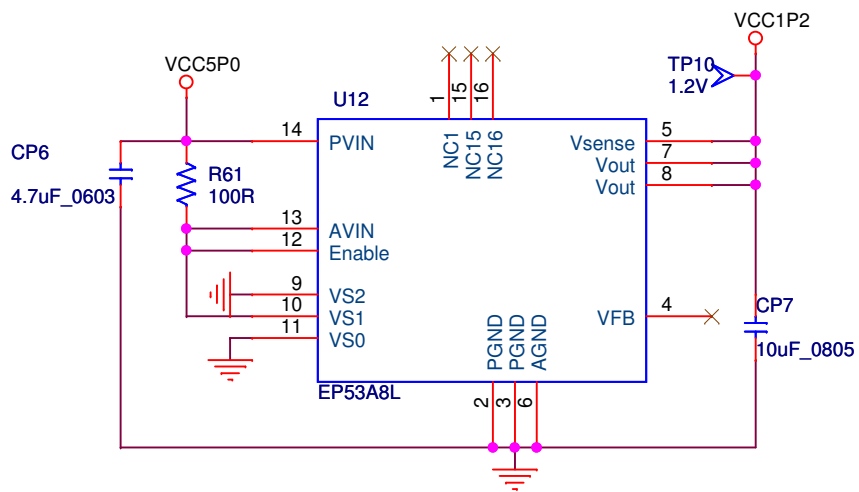 VCC1P2
VCC5P0
TP10
1.2V
U12
1
15
16
NC1
NC15
NC16
14
PVIN
Vsense
5
Vout
7
Vout
8
CP6
4.7uF_0603
R61
100R
13
AVIN
12
Enable
9
VS2
10
VS1
11
VS0
VFB
4
CP7
10uF_0805
PGND
PGND
AGND
EP53A8L
2
3
6